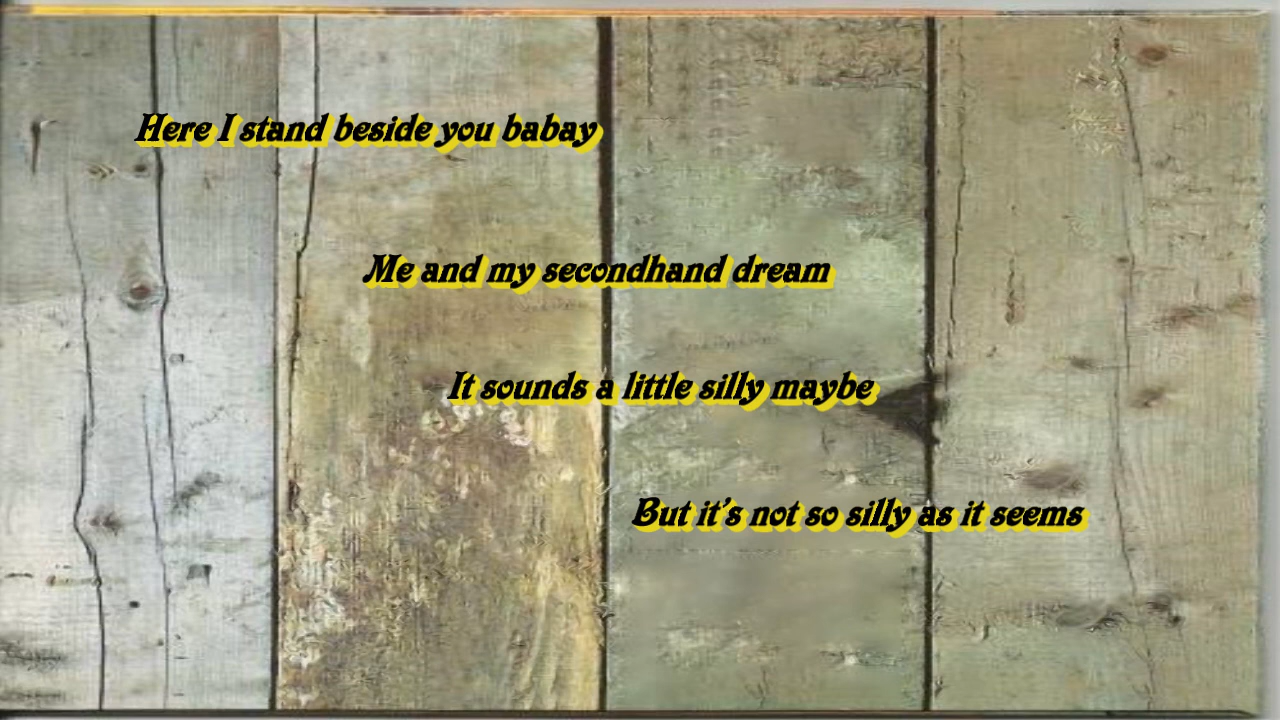 Here I stand beside you babay
Me and my secondhand dream
It sounds a little silly maybe
But it's not so silly as it seems